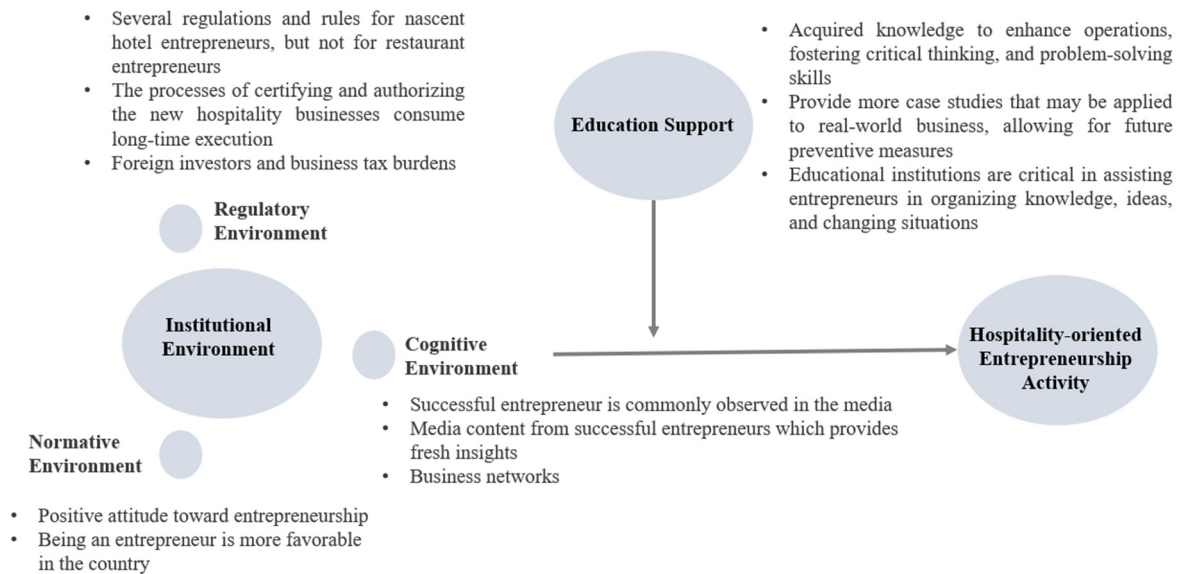 • Several regulations and rules for nascent
hotel entrepreneurs, but not for restaurant
entrepreneurs
• The processes of certifying and authorizing
the new hospitality businesses consume
long-time execution
• Foreign investors and business tax burdens
Education Support
• Acquired knowledge to enhance operations,
fostering critical thinking, and problem-solving
skills
• Provide more case studies that may be applied
to real-world business, allowing for future
preventive measures
• Educational institutions are critical in assisting
entrepreneurs in organizing knowledge, ideas,
and changing situations
Regulatory
Environment
Institutional
Environment
Cognitive
Environment
• Successful entrepreneur is commonly observed in the media
• Media content from successful entrepreneurs which provides
fresh insights
• Business networks
Hospitality-oriented
Entrepreneurship
Activity
Normative
Environment
• Positive attitude toward entrepreneurship
• Being an entrepreneur is more favorable
in the country